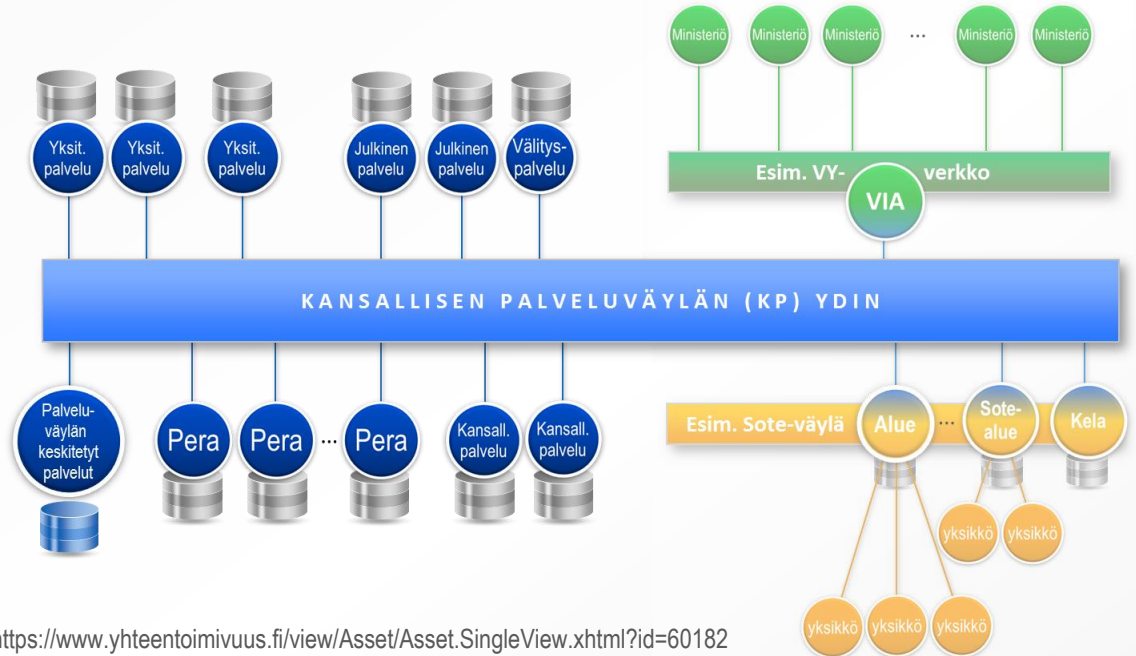 Ministeriö
Ministeriö
Ministeriö
...
Ministeriö
Ministeriö
Yksit.
palvelu
Yksit.
palvelu
Yksit.
palvelu
Julkinen
palvelu
Julkinen
palvelu
Välitys-
palvelu
Esim. VY- verkko
VIA
KANSALLISEN PALVELUVÄYLÄN (KP) YDIN
Palvelu-
väylän
keskitetyt
palvelut
Pera
Pera
...
Pera
Kansall.
palvelu
Kansall.
palvelu
Esim. Sote-väylä
Alue
...
Sote-
alue
Kela
yksikkö
yksikkö
yksikkö
yksikkö
yksikkö
https://www.yhteentoimivuus.fi/view/Asset/Asset.SingleView.xhtml?id=60182